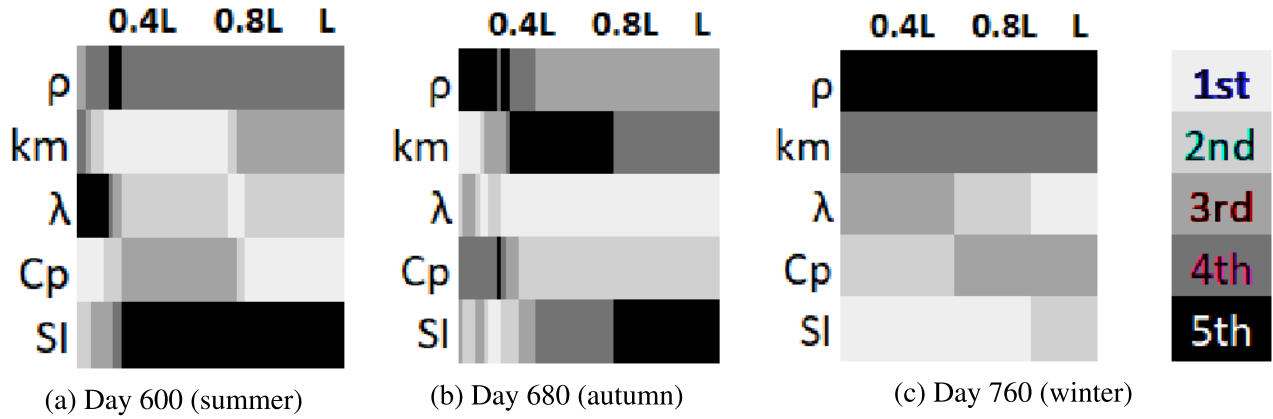 0.4L 0.8L L
ρ
km
λ
Cp
Sl
(a) Day 600 (summer)
0.4L 0.8L L
ρ
km
λ
Cp
Sl
(b) Day 680 (autumn)
0.4L 0.8L L
ρ
km
λ
Cp
Sl
(c) Day 760 (winter)
1st
2nd
3rd
4th
5th